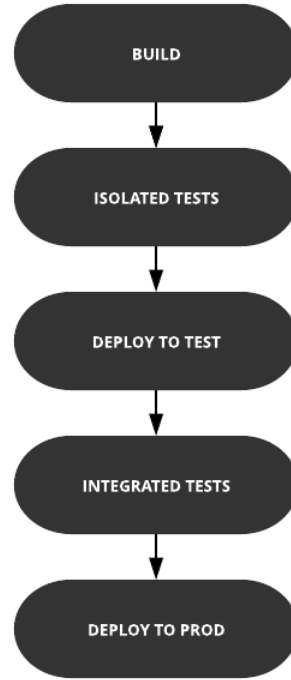 BUILD
ISOLATED TESTS
DEPLOY TO TEST
INTEGRATED TESTS
DEPLOY TO PROD